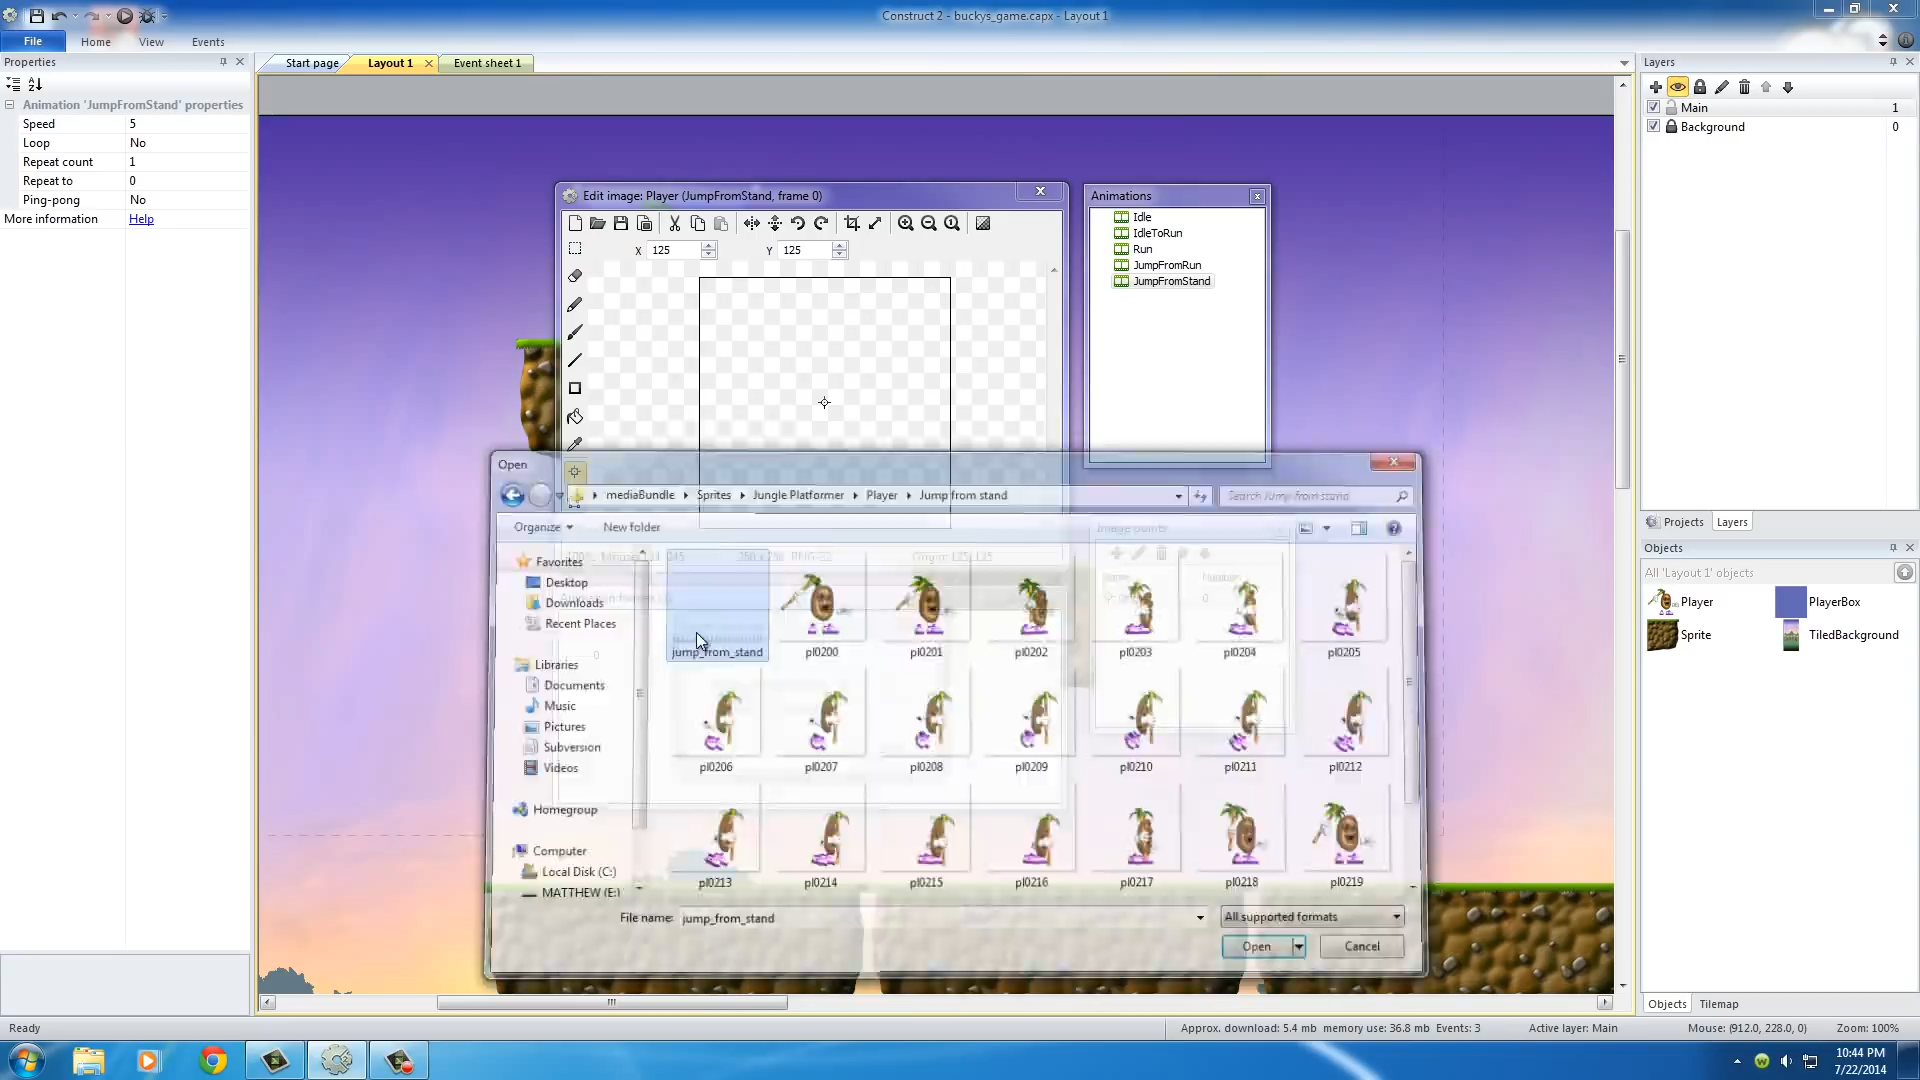 Construct 2 - buckys_game.capx - Layout 1
File
Home
View
Events
Properties
Animation 'JumpFromStand' properties
Speed 5
Loop No
Repeat count 1
Repeat to 0
Ping-pong No
More information Help
Start page
Layout 1
Event sheet 1
Edit image: Player (JumpFromStand, frame 0)
X 125
Y 125
Animations
Idle
IdleToRun
Run
JumpFromRun
JumpFromStand
Open
mediaBundle
Sprites
Jungle Platformer
Player
Jump from stand
Search Jump from stand
Organize
New folder
Image points
Favorites
Desktop
Downloads
Recent Places
Libraries
Documents
Music
Pictures
Subversion
Videos
Homegroup
Computer
Local Disk (C:)
MATTHEW (E:)
jump_from_stand
pl0200
pl0201
pl0202
pl0203
pl0204
pl0205
pl0206
pl0207
pl0208
pl0209
pl0210
pl0211
pl0212
pl0213
pl0214
pl0215
pl0216
pl0217
pl0218
pl0219
File name: jump_from_stand
All supported formats
Open
Cancel
Layers
Main 1
Background 0
Projects
Layers
Objects
All 'Layout 1' objects
Player
PlayerBox
Sprite
TiledBackground
Objects
Tilemap
Ready
Approx. download: 5.4 mb memory use: 36.8 mb Events: 3
Active layer: Main
Mouse: (912.0, 228.0, 0)
Zoom: 100%
10:44 PM
7/22/2014